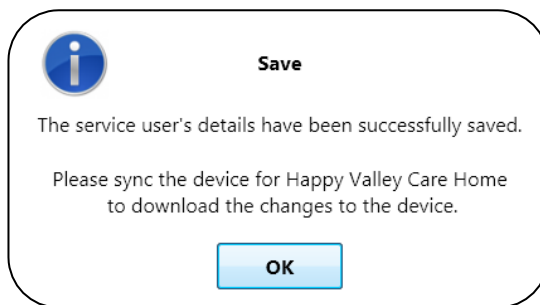 Save
The service user's details have been successfully saved.
Please sync the device for Happy Valley Care Home
to download the changes to the device.
OK